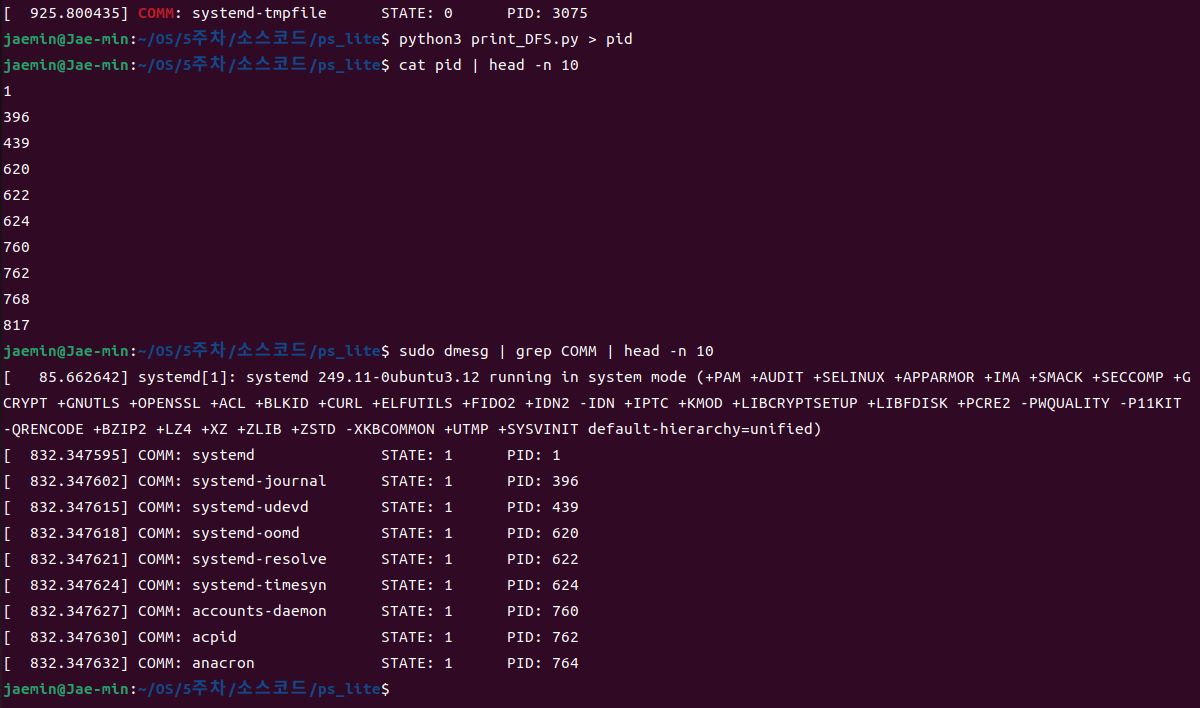 [  925.800435] COMM: systemd-tmpfile      STATE: 0      PID: 3075
jaemin@Jae-min:~/OS/5주차/소스코드/ps_lite$ python3 print_DFS.py > pid
jaemin@Jae-min:~/OS/5주차/소스코드/ps_lite$ cat pid | head -n 10
1
396
439
620
622
624
760
762
768
817
jaemin@Jae-min:~/OS/5주차/소스코드/ps_lite$ sudo dmesg | grep COMM | head -n 10
[   85.662642] systemd[1]: systemd 249.11-0ubuntu3.12 running in system mode (+PAM +AUDIT +SELINUX +APPARMOR +IMA +SMACK +SECCOMP +G
CRYPT +GNUTLS +OPENSSL +ACL +BLKID +CURL +ELFUTILS +FIDO2 +IDN2 -IDN +IPTC +KMOD +LIBCRYPTSETUP +LIBFDISK +PCRE2 -PWQUALITY -P11KIT
-QRENCODE +BZIP2 +LZ4 +XZ +ZLIB +ZSTD -XKBCOMMON +UTMP +SYSVINIT default-hierarchy=unified)
[  832.347595] COMM: systemd              STATE: 1      PID: 1
[  832.347602] COMM: systemd-journal      STATE: 1      PID: 396
[  832.347615] COMM: systemd-udevd        STATE: 1      PID: 439
[  832.347618] COMM: systemd-oomd         STATE: 1      PID: 620
[  832.347621] COMM: systemd-resolve      STATE: 1      PID: 622
[  832.347624] COMM: systemd-timesyn      STATE: 1      PID: 624
[  832.347627] COMM: accounts-daemon      STATE: 1      PID: 760
[  832.347630] COMM: acpid                STATE: 1      PID: 762
[  832.347632] COMM: anacron              STATE: 1      PID: 764
jaemin@Jae-min:~/OS/5주차/소스코드/ps_lite$